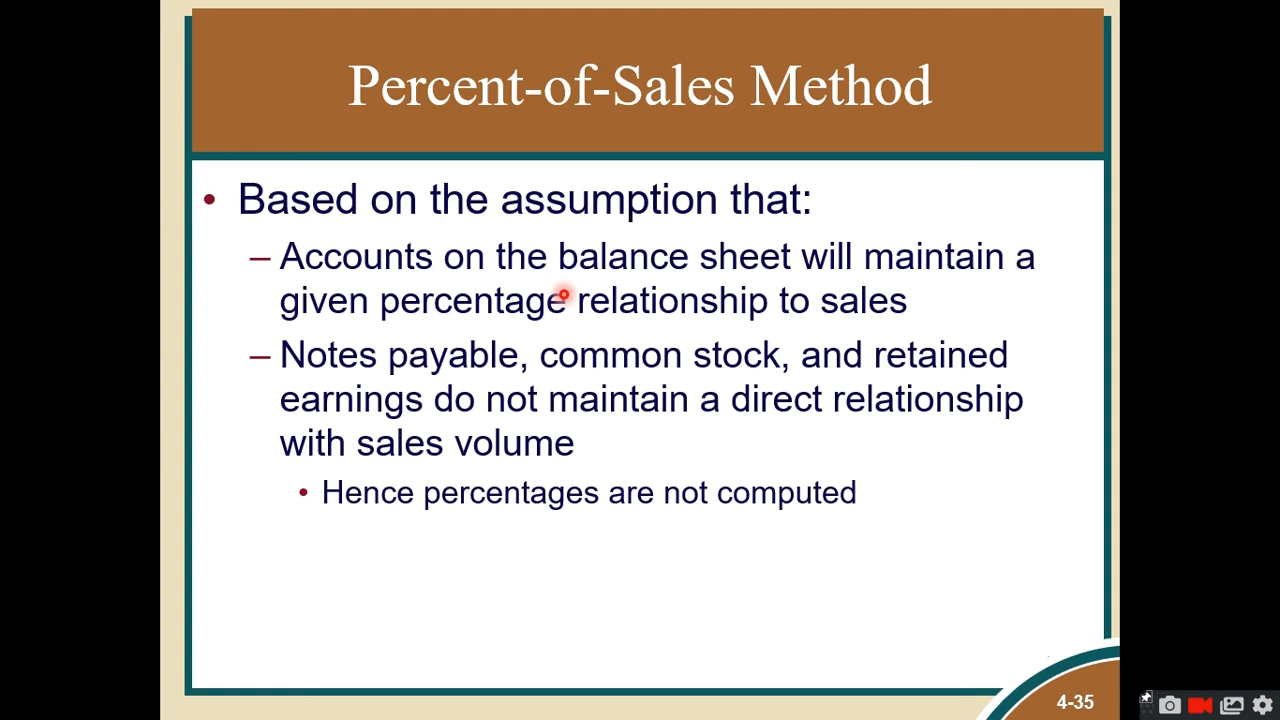 Percent-of-Sales Method
• Based on the assumption that:
– Accounts on the balance sheet will maintain a
given percentage relationship to sales
– Notes payable, common stock, and retained
earnings do not maintain a direct relationship
with sales volume
• Hence percentages are not computed
4-35